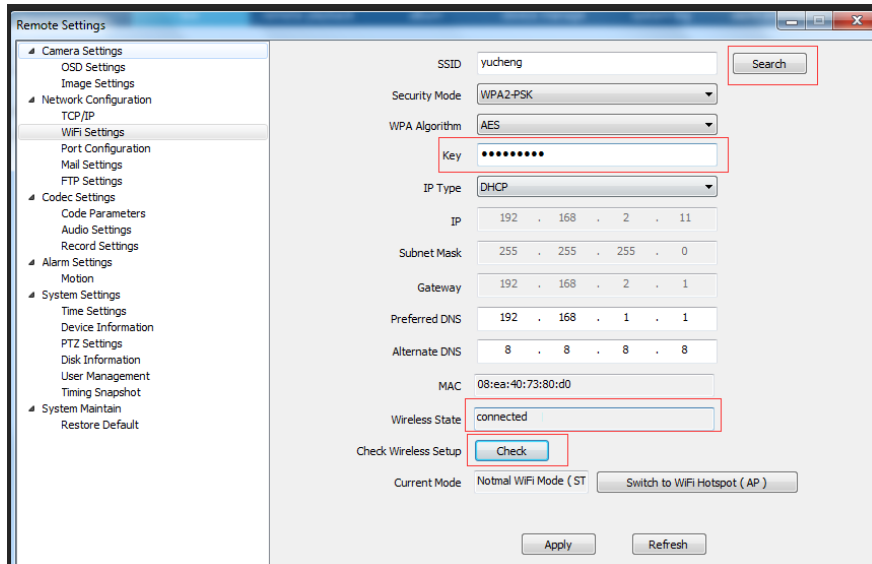 Remote Settings
Camera Settings
OSD Settings
Image Settings
Network Configuration
TCP/IP
WiFi Settings
Port Configuration
Mail Settings
FTP Settings
Codec Settings
Code Parameters
Audio Settings
Record Settings
Alarm Settings
Motion
System Settings
Time Settings
Device Information
PTZ Settings
Disk Information
User Management
Timing Snapshot
System Maintain
Restore Default
SSID yucheng Search
Security Mode WPA2-PSK
WPA Algorithm AES
Key •••••••••
IP Type DHCP
IP 192 . 168 . 2 . 11
Subnet Mask 255 . 255 . 255 . 0
Gateway 192 . 168 . 2 . 1
Preferred DNS 192 . 168 . 1 . 1
Alternate DNS 8 . 8 . 8 . 8
MAC 08:ea:40:73:80:d0
Wireless State connected
Check Wireless Setup Check
Current Mode Notmal WiFi Mode ( ST Switch to WiFi Hotspot ( AP )
Apply Refresh